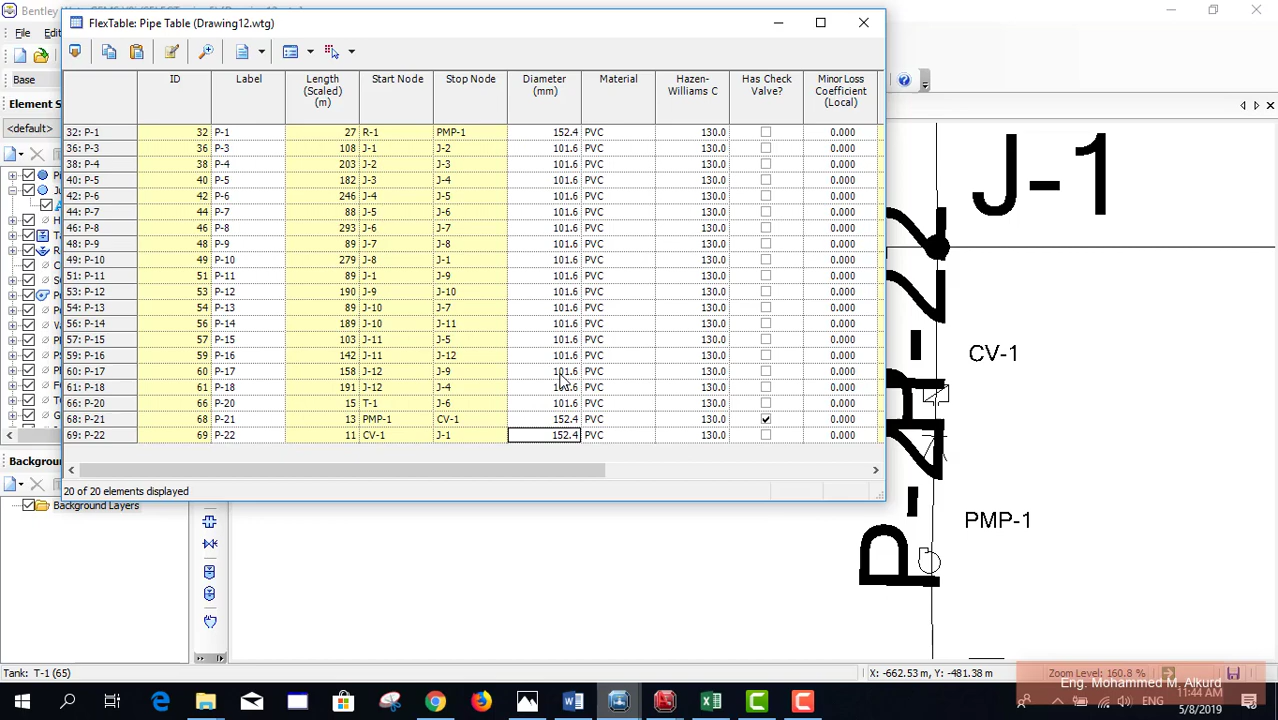 Bentley
FlexTable: Pipe Table (Drawing12.wtg)
File
Base
Element S
<default>
ID Label Length (Scaled) (m) Start Node Stop Node Diameter (mm) Material Hazen-Williams C Has Check Valve? Minor Loss Coefficient (Local)
32: P-1 32 P-1 27 R-1 PMP-1 152.4 PVC 130.0 0.000
36: P-3 36 P-3 108 J-1 J-2 101.6 PVC 130.0 0.000
38: P-4 38 P-4 203 J-2 J-3 101.6 PVC 130.0 0.000
40: P-5 40 P-5 182 J-3 J-4 101.6 PVC 130.0 0.000
42: P-6 42 P-6 246 J-4 J-5 101.6 PVC 130.0 0.000
44: P-7 44 P-7 88 J-5 J-6 101.6 PVC 130.0 0.000
46: P-8 46 P-8 293 J-6 J-7 101.6 PVC 130.0 0.000
48: P-9 48 P-9 89 J-7 J-8 101.6 PVC 130.0 0.000
49: P-10 49 P-10 279 J-8 J-1 101.6 PVC 130.0 0.000
51: P-11 51 P-11 89 J-1 J-9 101.6 PVC 130.0 0.000
53: P-12 53 P-12 190 J-9 J-10 101.6 PVC 130.0 0.000
54: P-13 54 P-13 89 J-10 J-7 101.6 PVC 130.0 0.000
56: P-14 56 P-14 189 J-10 J-11 101.6 PVC 130.0 0.000
57: P-15 57 P-15 103 J-11 J-5 101.6 PVC 130.0 0.000
59: P-16 59 P-16 142 J-11 J-12 101.6 PVC 130.0 0.000
60: P-17 60 P-17 158 J-12 J-9 101.6 PVC 130.0 0.000
61: P-18 61 P-18 191 J-12 J-4 101.6 PVC 130.0 0.000
66: P-20 66 P-20 15 T-1 J-6 101.6 PVC 130.0 0.000
68: P-21 68 P-21 13 PMP-1 CV-1 152.4 PVC 130.0 0.000
69: P-22 69 P-22 11 CV-1 J-1 152.4 PVC 130.0 0.000
20 of 20 elements displayed
Background
Background Layers
J-1
CV-1
PMP-1
Tank: T-1 (65)
X: -662.53 m, Y: -481.38 m
Zoom Level: 160.8 %
Eng. Mohammed M. Alkurd
ENG
11:44 AM
5/8/2019